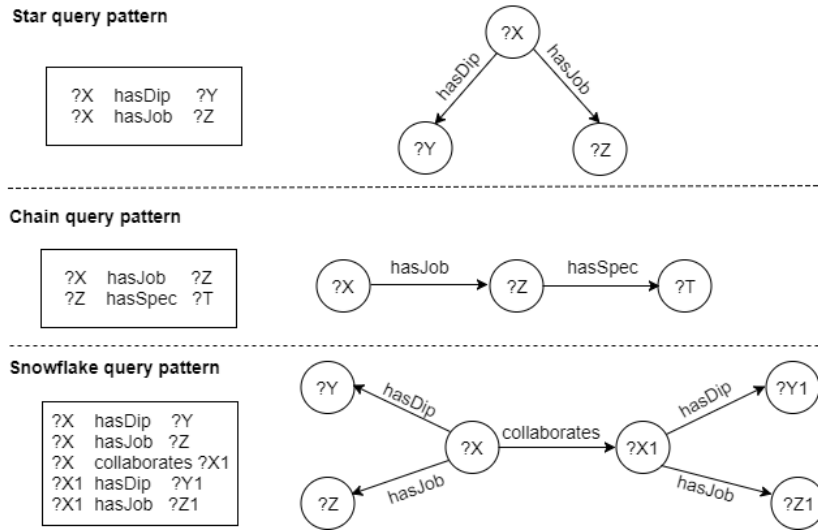 Star query pattern
?X hasDip ?Y
?X hasJob ?Z
?X
hasDip
hasJob
?Y
?Z
Chain query pattern
?X hasJob ?Z
?Z hasSpec ?T
?X
hasJob
?Z
hasSpec
?T
Snowflake query pattern
?X hasDip ?Y
?X hasJob ?Z
?X collaborates ?X1
?X1 hasDip ?Y1
?X1 hasJob ?Z1
?Y
hasDip
?X
hasJob
?Z
collaborates
?X1
hasDip
?Y1
hasJob
?Z1